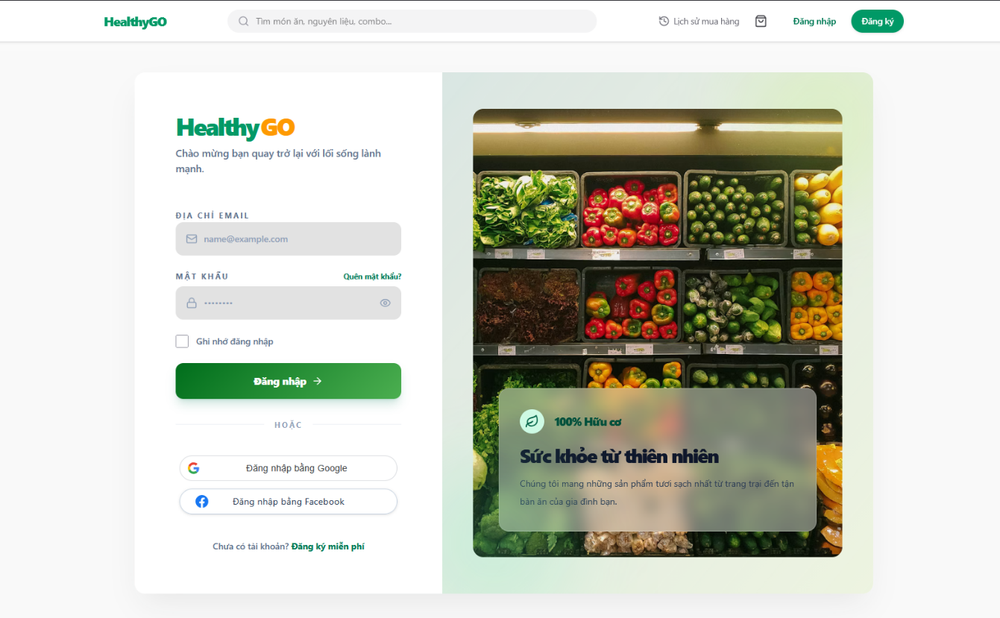 HealthyGO
Tìm món ăn, nguyên liệu, combo...
Lịch sử mua hàng
Đăng nhập
Đăng ký
HealthyGO
Chào mừng bạn quay trở lại với lối sống lành
mạnh.
ĐỊA CHỈ EMAIL
name@example.com
MẬT KHẨU
Quên mật khẩu?
Ghi nhớ đăng nhập
Đăng nhập →
HOẶC
Đăng nhập bằng Google
Đăng nhập bằng Facebook
Chưa có tài khoản? Đăng ký miễn phí
100% Hữu cơ
Sức khỏe từ thiên nhiên
Chúng tôi mang những sản phẩm tươi sạch nhất từ trang trại đến tận
bàn ăn của gia đình bạn.